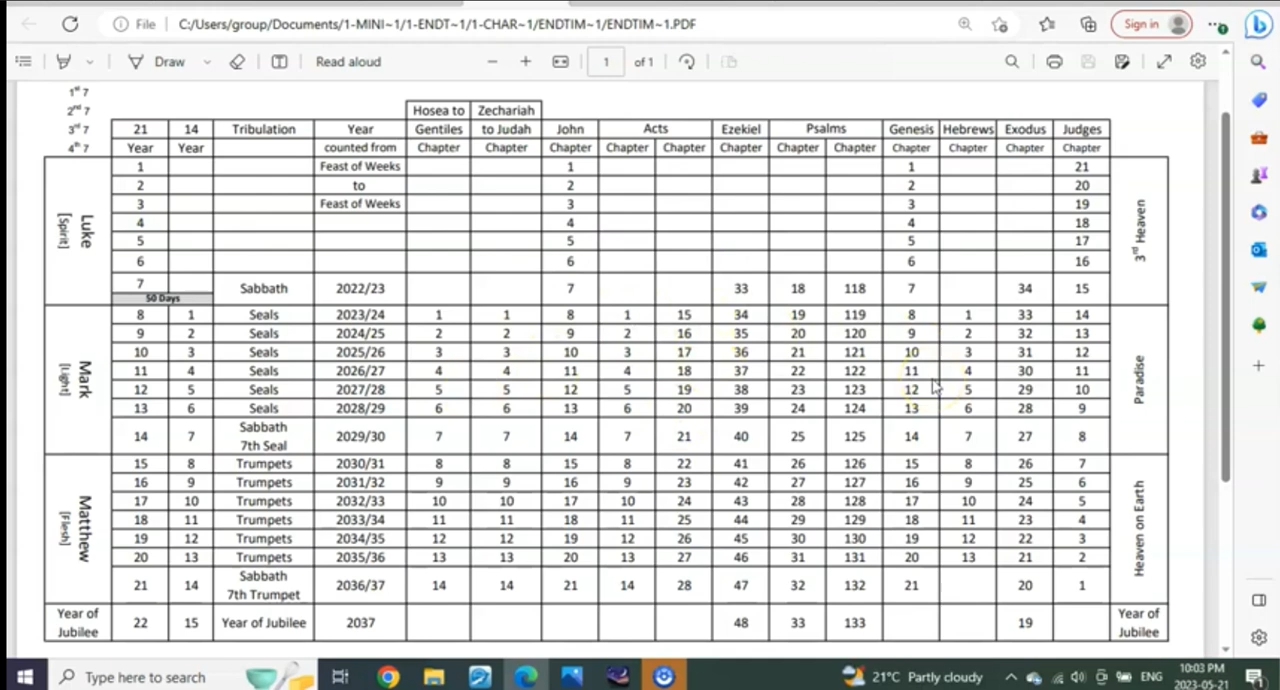 File C:/Users/group/Documents/1-MINI~1/1-ENDT~1/1-CHAR~1/ENDTIM~1/ENDTIM~1.PDF Sign in
Draw Read aloud 1 of 1
1st 7
2nd 7 Hosea to Zechariah
3rd 7 21 14 Tribulation Year Gentiles to Judah John Acts Ezekiel Psalms Genesis Hebrews Exodus Judges
4th 7 Year Year counted from Chapter Chapter Chapter Chapter Chapter Chapter Chapter Chapter Chapter Chapter Chapter Chapter
Luke
[Spirit]
1 Feast of Weeks 1 1 21
2 to 2 2 20
3 Feast of Weeks 3 3 19
4 4 4 18
5 5 5 17
6 6 6 16
7 Sabbath 2022/23 7 33 18 118 7 34 15
50 Days
3rd Heaven
Mark
[Light]
8 1 Seals 2023/24 1 1 8 1 15 34 19 119 8 1 33 14
9 2 Seals 2024/25 2 2 9 2 16 35 20 120 9 2 32 13
10 3 Seals 2025/26 3 3 10 3 17 36 21 121 10 3 31 12
11 4 Seals 2026/27 4 4 11 4 18 37 22 122 11 4 30 11
12 5 Seals 2027/28 5 5 12 5 19 38 23 123 12 5 29 10
13 6 Seals 2028/29 6 6 13 6 20 39 24 124 13 6 28 9
14 7 Sabbath 7th Seal 2029/30 7 7 14 7 21 40 25 125 14 7 27 8
Paradise
Matthew
[Flesh]
15 8 Trumpets 2030/31 8 8 15 8 22 41 26 126 15 8 26 7
16 9 Trumpets 2031/32 9 9 16 9 23 42 27 127 16 9 25 6
17 10 Trumpets 2032/33 10 10 17 10 24 43 28 128 17 10 24 5
18 11 Trumpets 2033/34 11 11 18 11 25 44 29 129 18 11 23 4
19 12 Trumpets 2034/35 12 12 19 12 26 45 30 130 19 12 22 3
20 13 Trumpets 2035/36 13 13 20 13 27 46 31 131 20 13 21 2
21 14 Sabbath 7th Trumpet 2036/37 14 14 21 14 28 47 32 132 21 20 1
Heaven on Earth
Year of Jubilee 22 15 Year of Jubilee 2037 48 33 133 19 Year of Jubilee
Type here to search 21°C Partly cloudy ENG 10:03 PM
2023-05-21